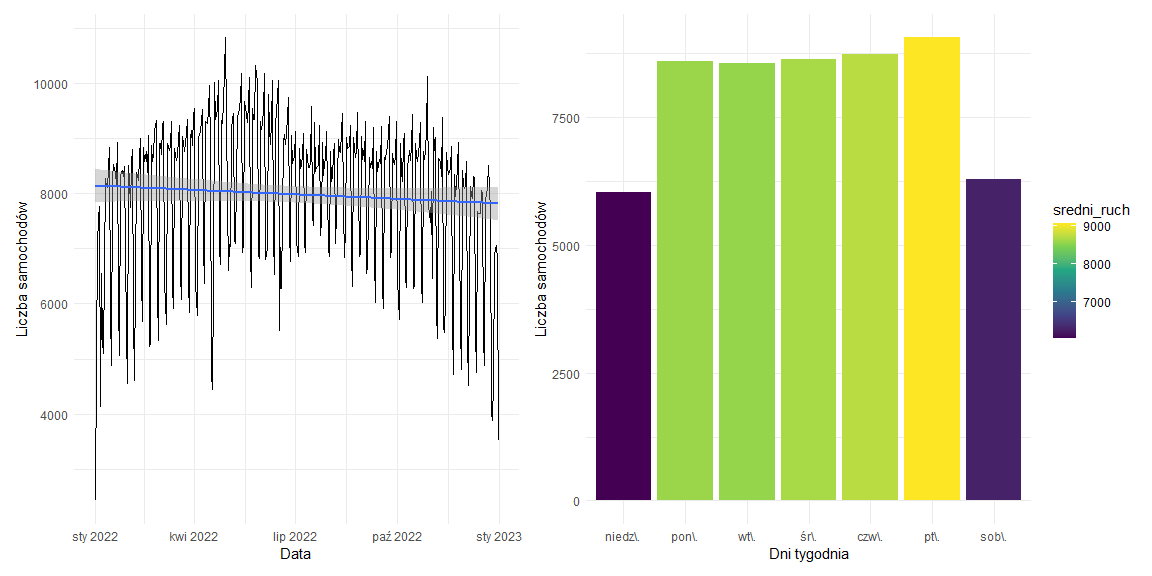 Liczba samochodów
10000
8000
6000
4000
sty 2022
kwi 2022
lip 2022
paź 2022
sty 2023
Data
Liczba samochodów
7500
5000
2500
0
niedz\.
pon\.
wt\.
śr\.
czw\.
pt\.
sob\.
Dni tygodnia
sredni_ruch
9000
8000
7000